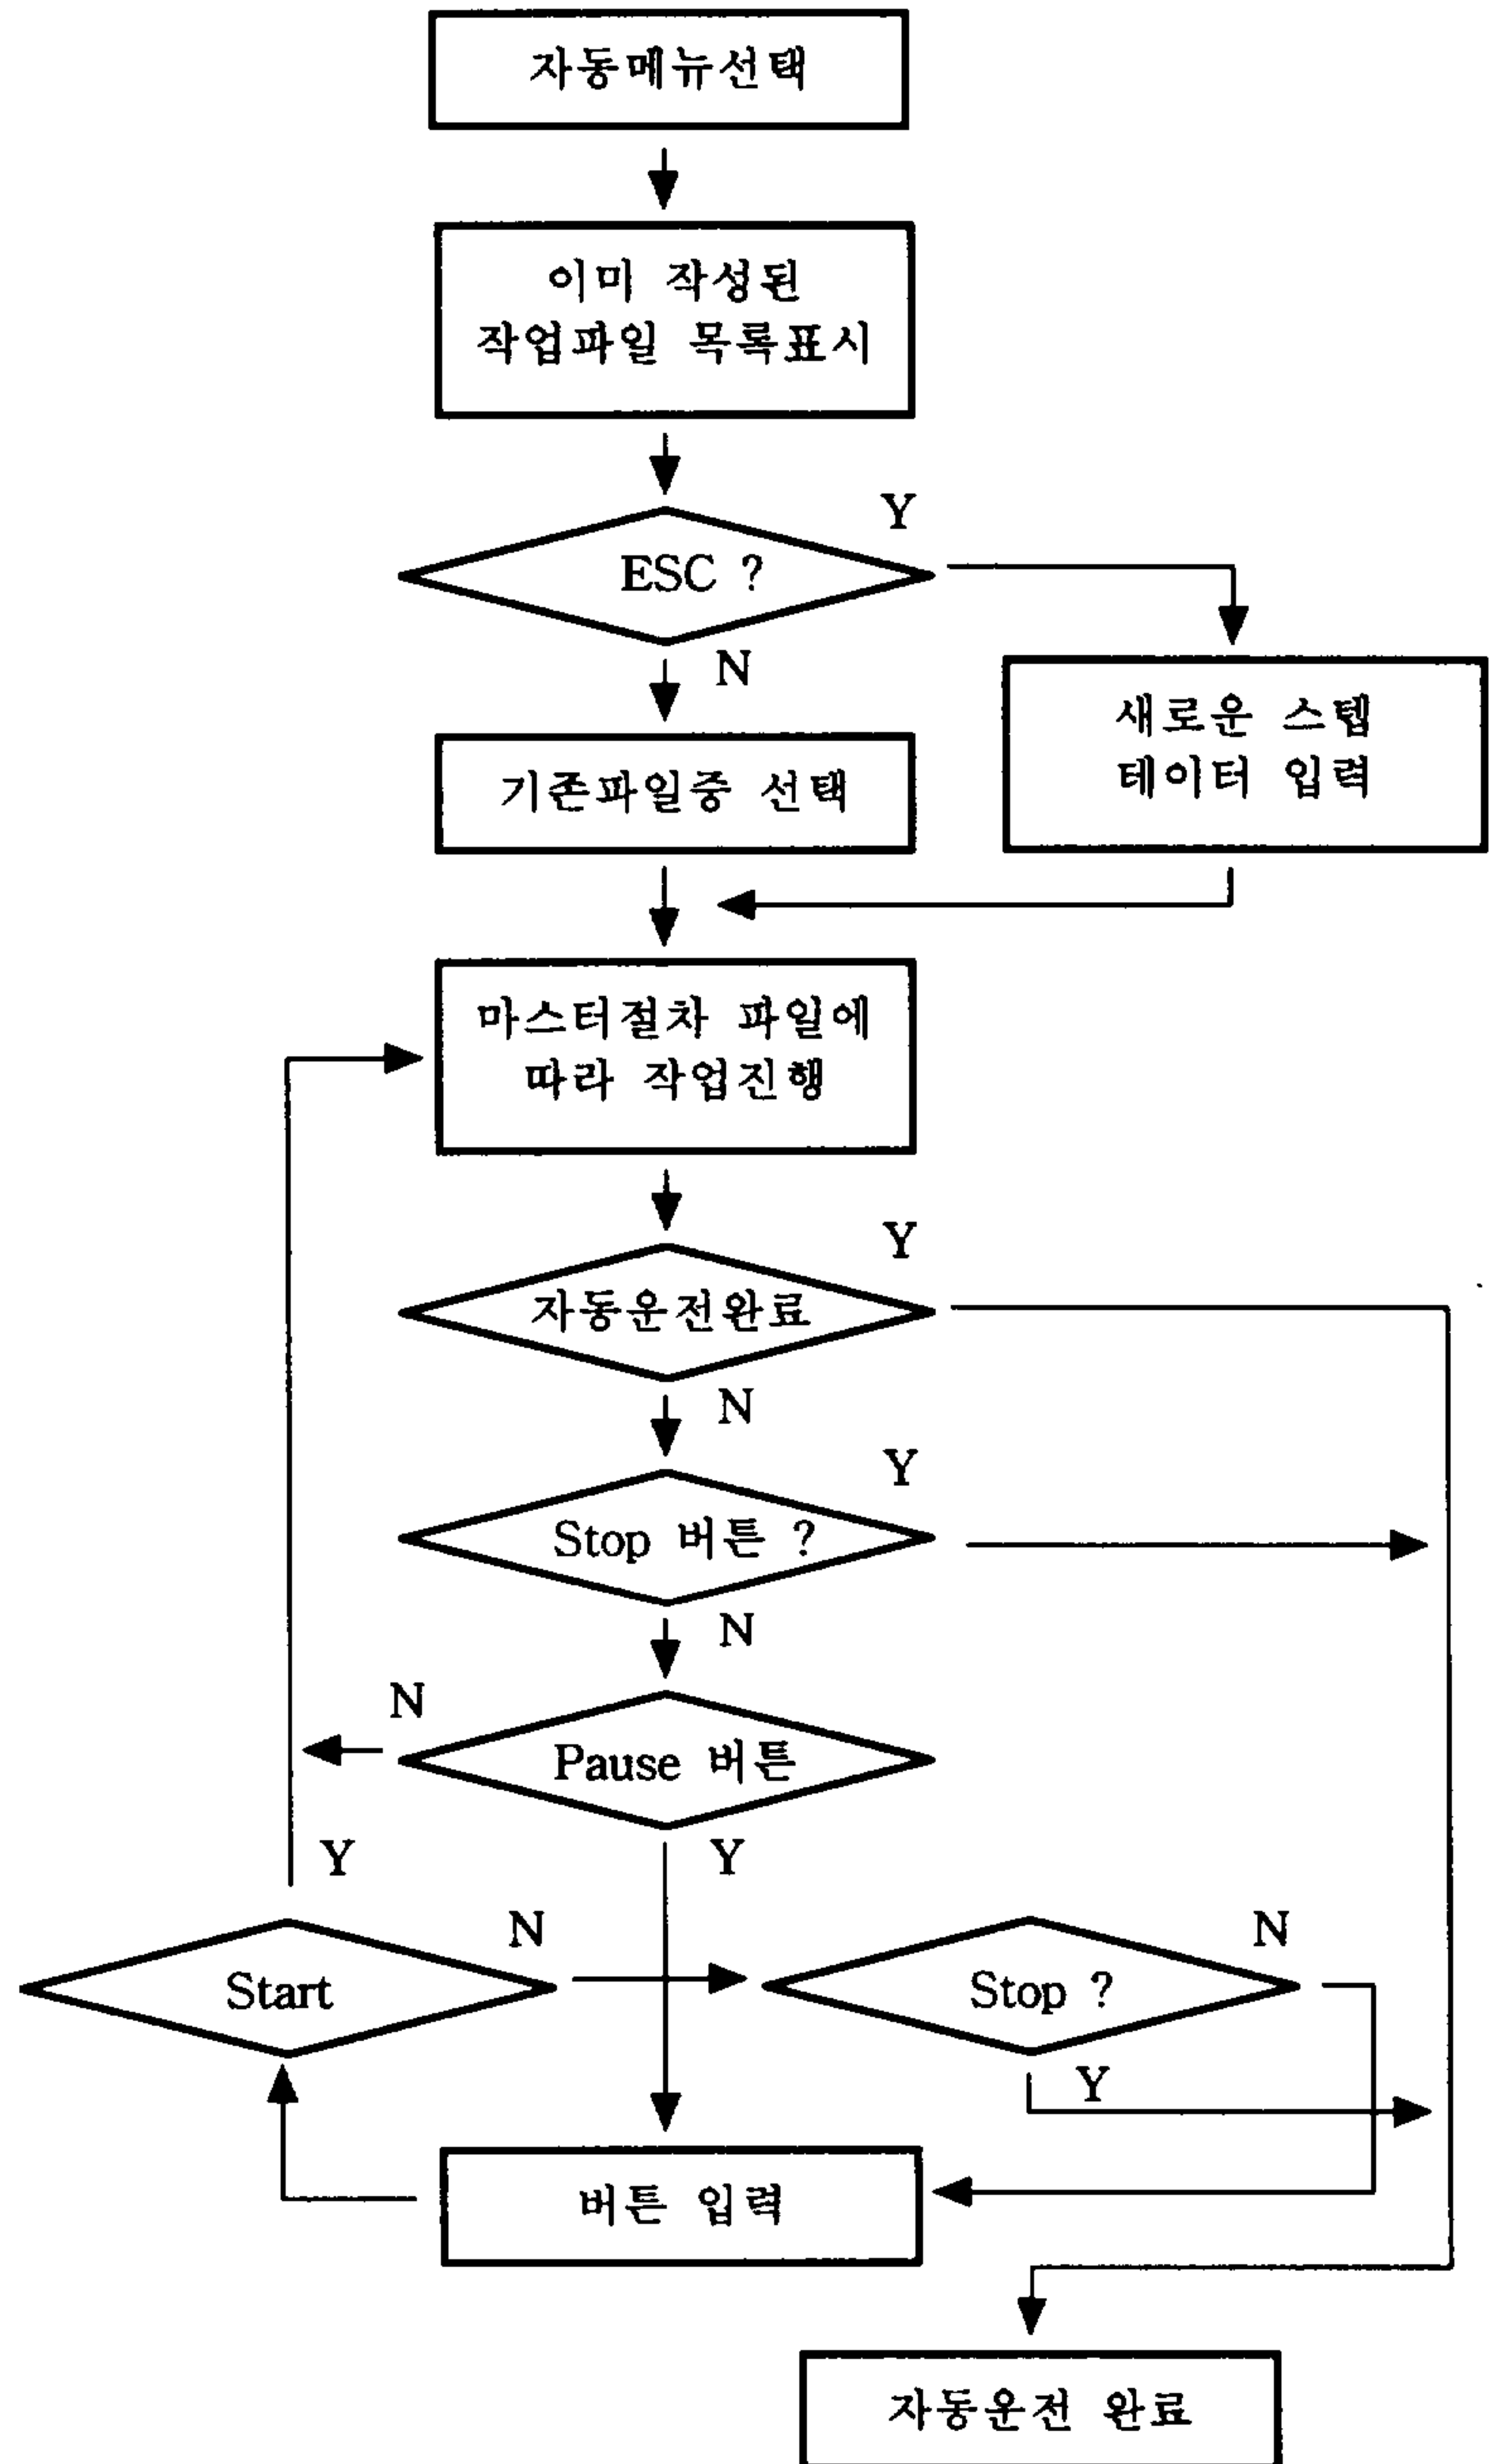 자동메뉴선택
이미 작성된
작업파일 목록표시
Y
ESC ?
N
새로운 스텝
테이터 입력
기존파일중 선택
마스터절차 파일에
따라 작업진행
Y
자동운전완료
N
Y
Stop 버튼 ?
N
N
Pause 버튼
Y
Y
N
N
Start
Stop ?
Y
버튼 입력
자동운전 완료